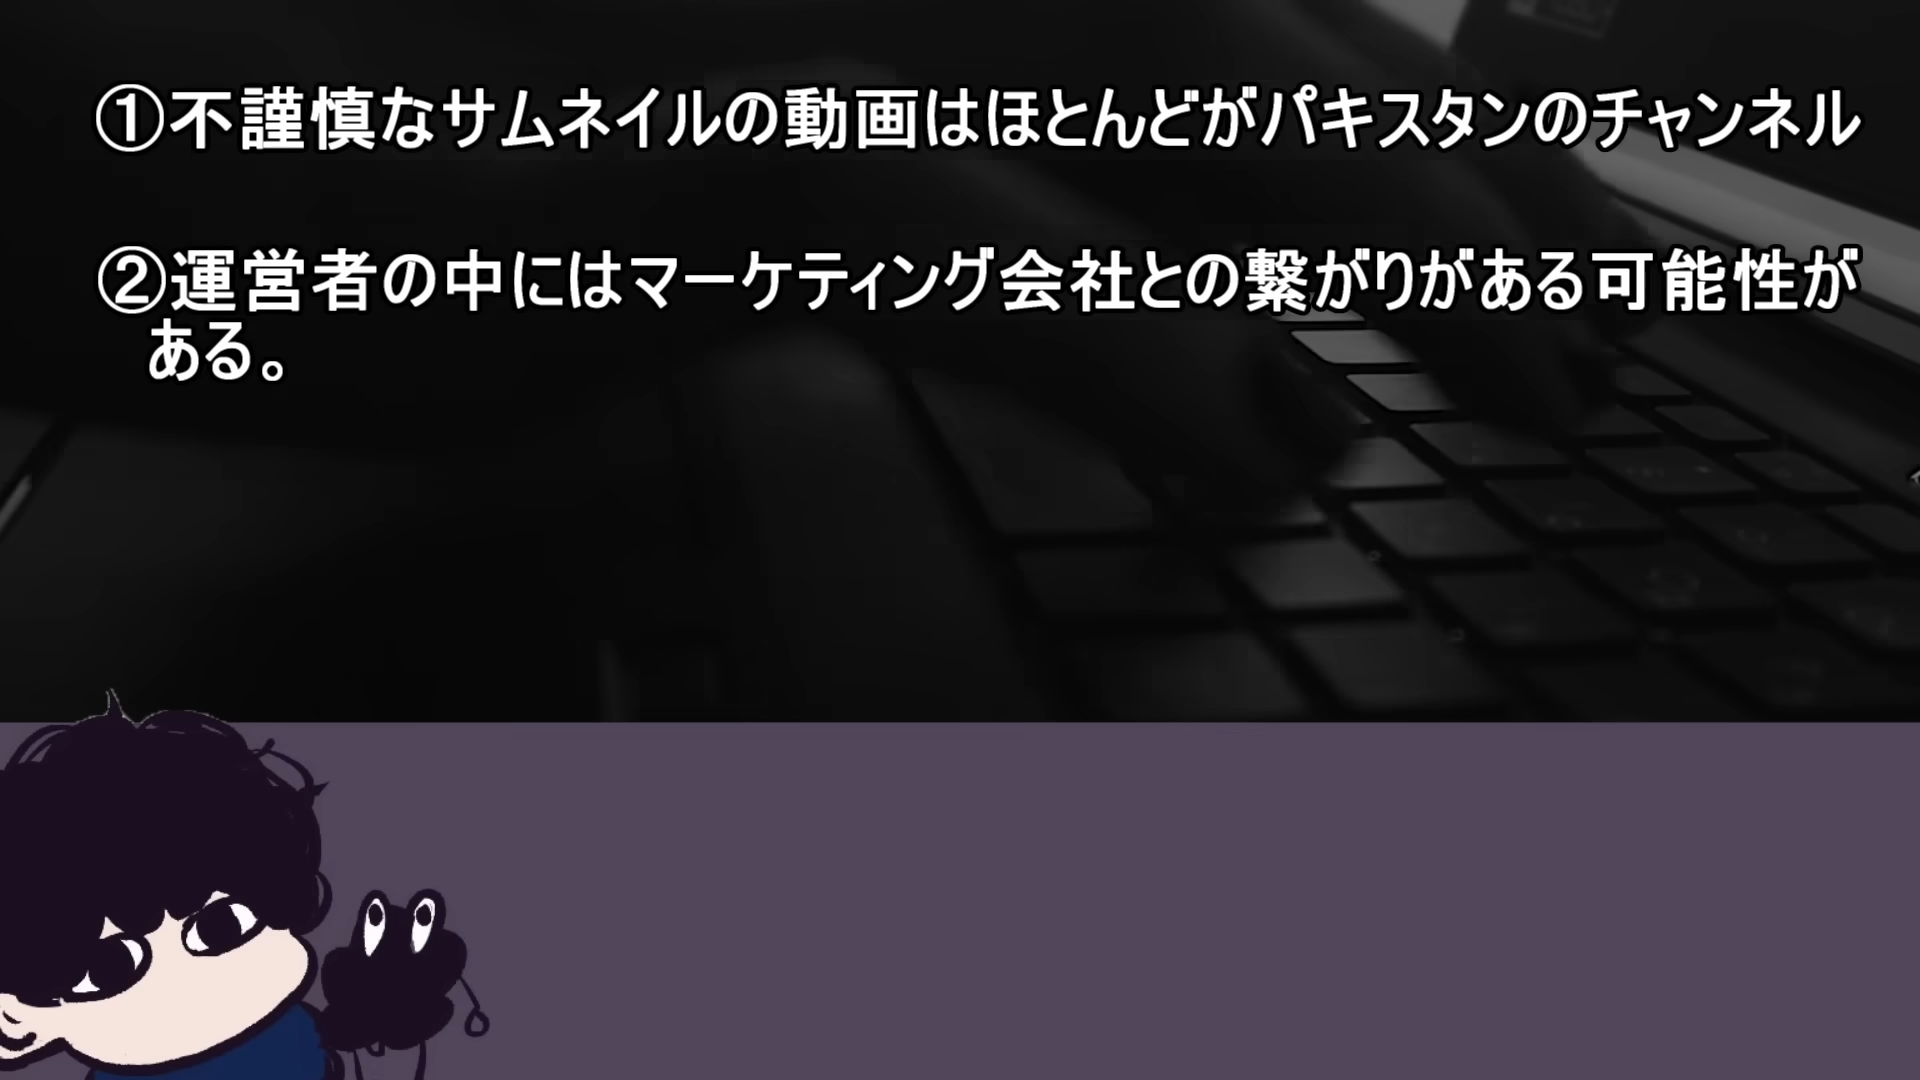 ①不謹慎なサムネイルの動画はほとんどがパキスタンのチャンネル
②運営者の中にはマーケティング会社との繋がりがある可能性が
ある。